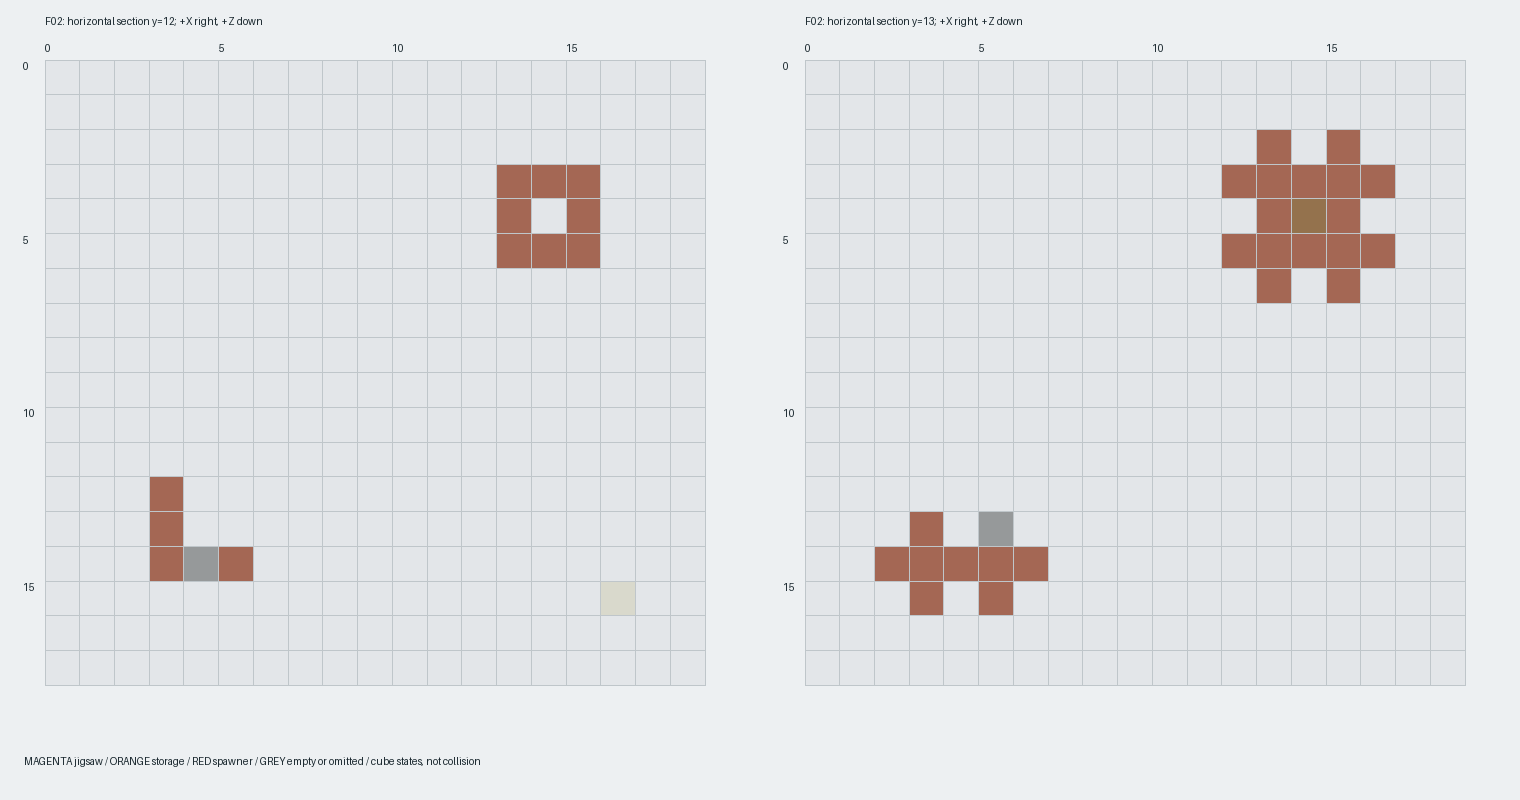 F02: horizontal section y=12; +X right, +Z down
F02: horizontal section y=13; +X right, +Z down
0 5 10 15
0 5 10 15
0
0
5
5
10
10
15
15
MAGENTA jigsaw / ORANGE storage / RED spawner / GREY empty or omitted / cube states, not collision